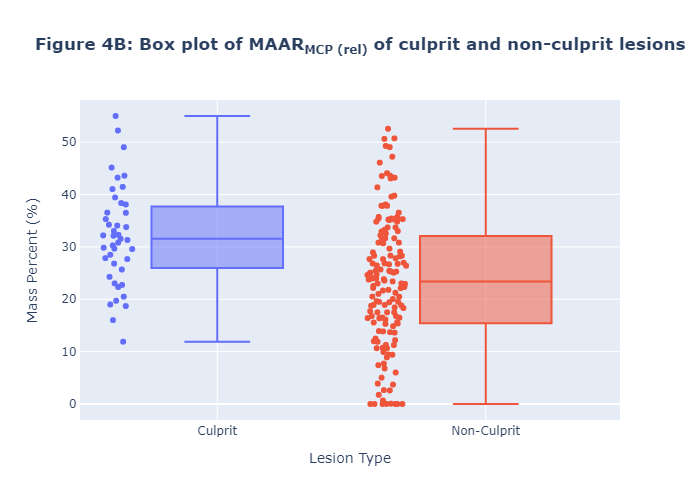 Figure 4B: Box plot of MAAR_MCP (rel) of culprit and non-culprit lesions
Mass Percent (%)
50
40
30
20
10
0
Culprit
Non-Culprit
Lesion Type